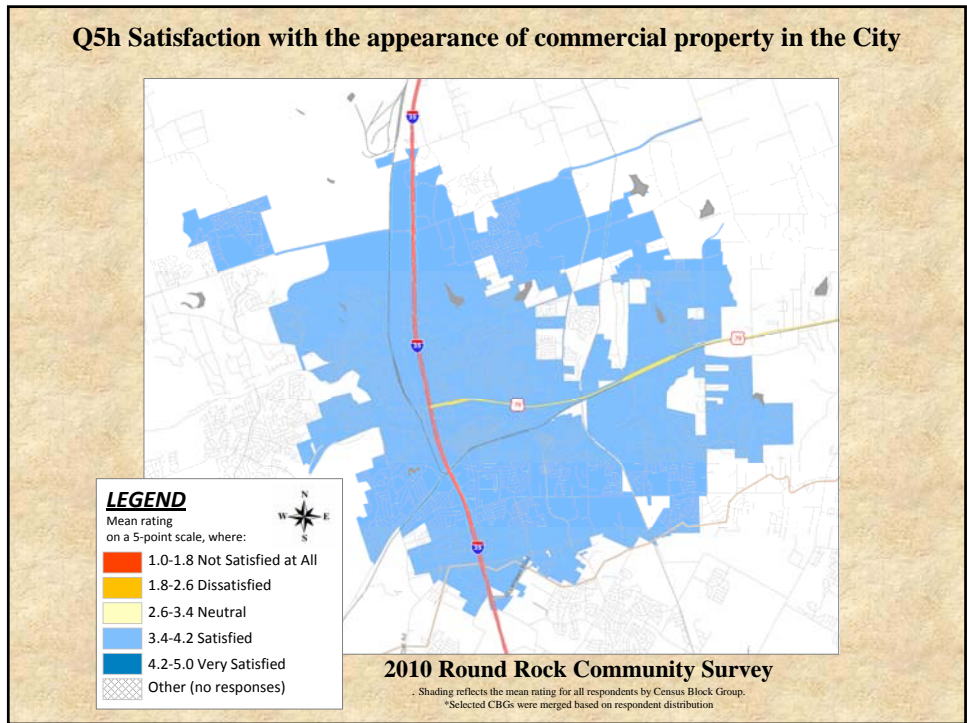 Q5h Satisfaction with the appearance of commercial property in the City
35
35
79
79
35
LEGEND
Mean rating
on a 5-point scale, where:
N
W E
S
1.0-1.8 Not Satisfied at All
1.8-2.6 Dissatisfied
2.6-3.4 Neutral
3.4-4.2 Satisfied
4.2-5.0 Very Satisfied
Other (no responses)
2010 Round Rock Community Survey
. Shading reflects the mean rating for all respondents by Census Block Group.
*Selected CBGs were merged based on respondent distribution